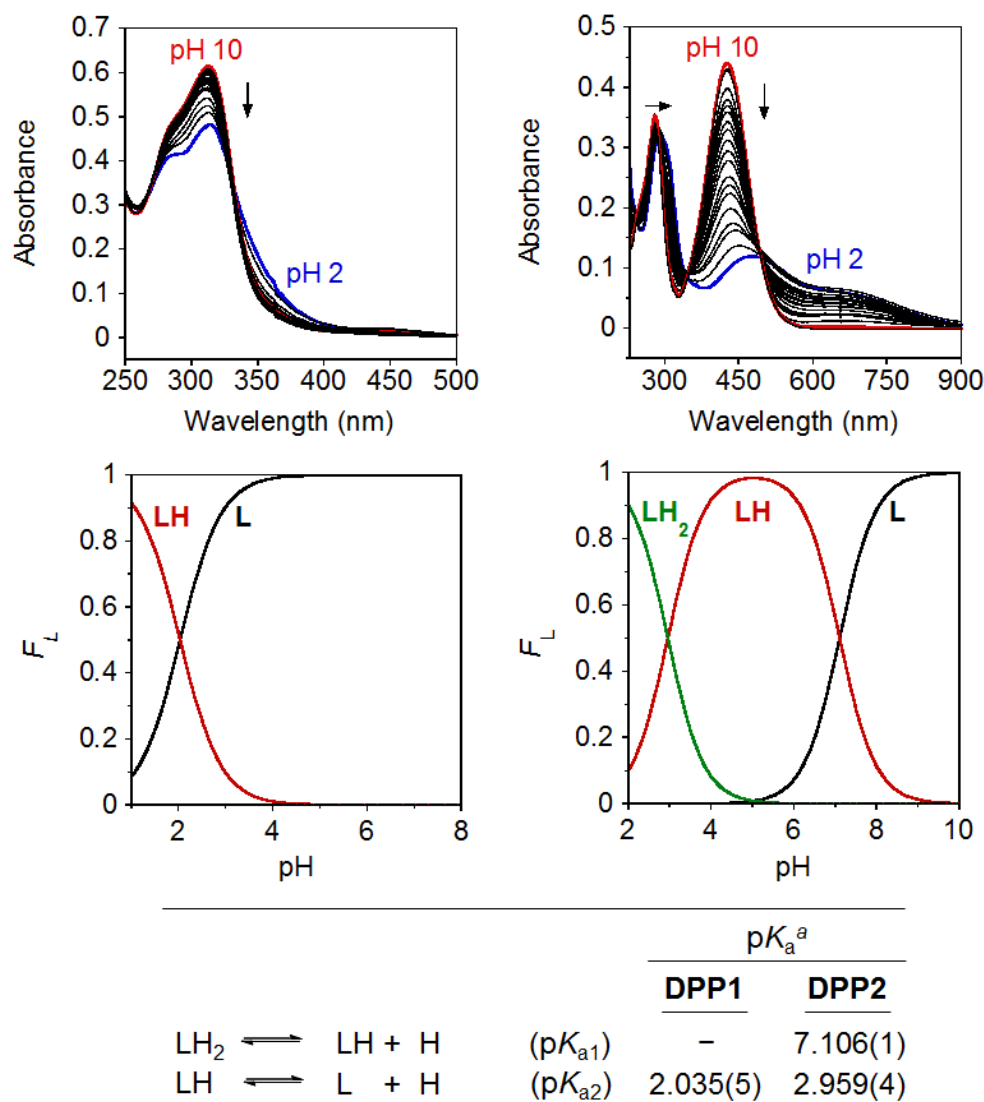 0.7
0.6
0.5
0.4
0.3
0.2
0.1
0
Absorbance
pH 10
pH 2
250 300 350 400 450 500
Wavelength (nm)
0.5
0.4
0.3
0.2
0.1
0
Absorbance
pH 10
pH 2
300 450 600 750 900
Wavelength (nm)
1
0.8
0.6
0.4
0.2
0
F_L
LH L
2 4 6 8
pH
1
0.8
0.6
0.4
0.2
0
F_L
LH₂ LH L
2 4 6 8 10
pH
pKₐᵃ
DPP1 DPP2
LH₂ ⇌ LH + H (pKₐ₁) – 7.106(1)
LH ⇌ L + H (pKₐ₂) 2.035(5) 2.959(4)